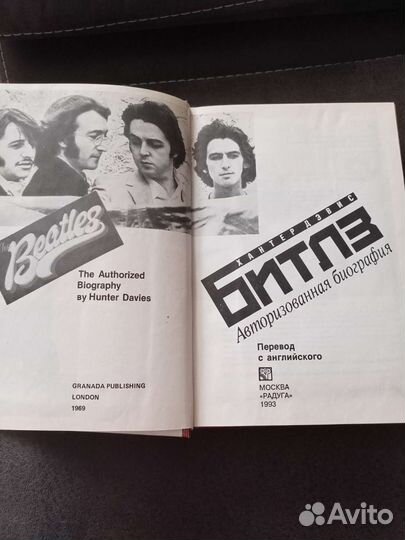 The
Beatles
The Authorized
Biography
by Hunter Davies
GRANADA PUBLISHING
LONDON
1969
ХАНТЕР ДЭВИС
БИТЛЗ
Авторизованная биография
Перевод
с английского
МОСКВА
«РАДУГА»
1993
Avito